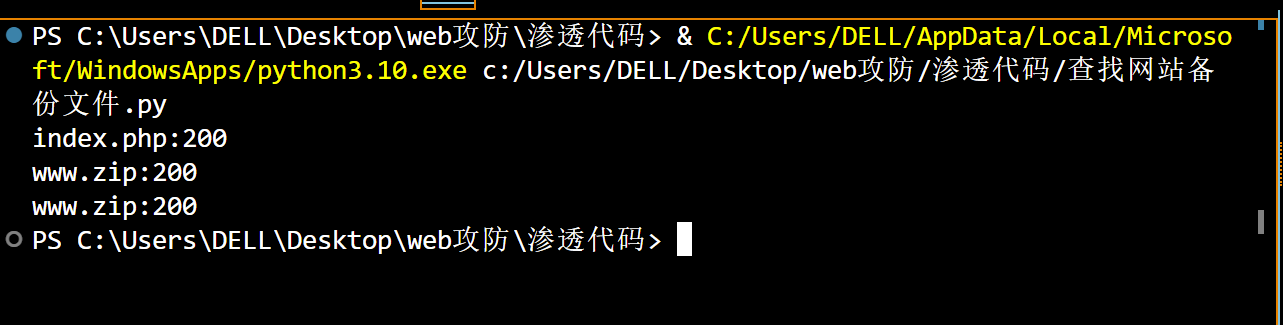 PS C:\Users\DELL\Desktop\web攻防\渗透代码> & C:/Users/DELL/AppData/Local/Microso
ft/WindowsApps/python3.10.exe c:/Users/DELL/Desktop/web攻防/渗透代码/查找网站备
份文件.py
index.php:200
www.zip:200
www.zip:200
PS C:\Users\DELL\Desktop\web攻防\渗透代码>